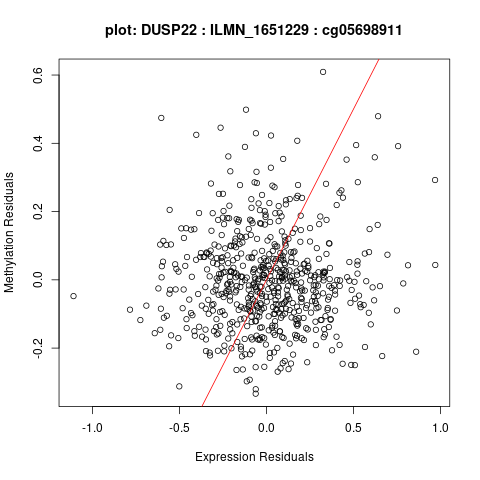 plot: DUSP22 : ILMN_1651229 : cg05698911
Methylation Residuals
0.6
0.4
0.2
0.0
-0.2
-1.0 -0.5 0.0 0.5 1.0
Expression Residuals